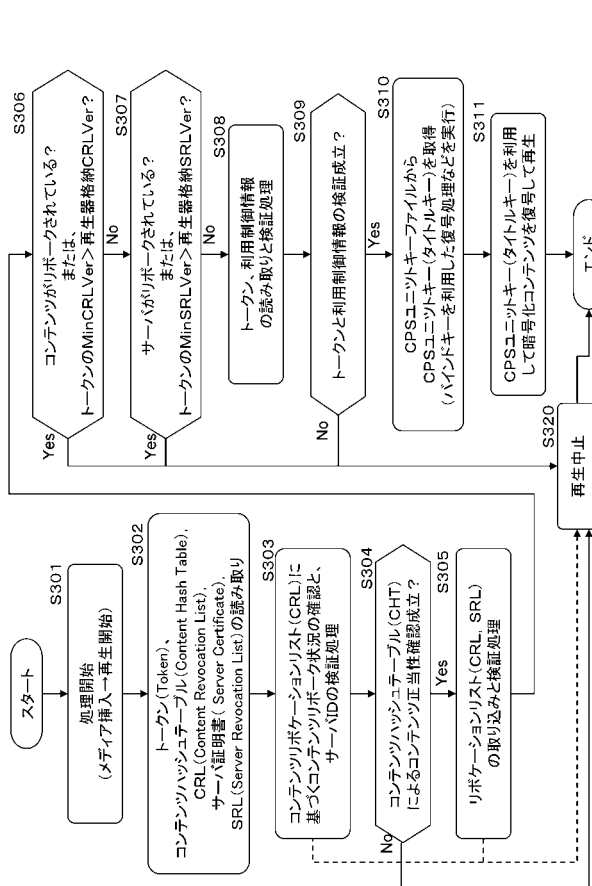 スタート
S301
処理開始
(メディア挿入→再生開始)
S302
トークン(Token)、
コンテンツハッシュテーブル(Content Hash Table)、
CRL(Content Revocation List)、
サーバ証明書( Server Certificate)、
SRL(Server Revocation List)の読み取り
S303
コンテンツリボケーションリスト(CRL)に
基づくコンテンツリボーク状況の確認と、
サーバIDの検証処理
S304
コンテンツハッシュテーブル(CHT)
によるコンテンツ正当性確認成立?
No
Yes
S305
リボケーションリスト(CRL, SRL)
の取り込みと検証処理
S306
コンテンツがリボークされている?
または、
トークンのMinCRLVer>再生器格納CRLVer?
Yes
No
S307
サーバがリボークされている?
または、
トークンのMinSRLVer>再生器格納SRLVer?
Yes
No
S308
トークン、利用制御情報
の読み取りと検証処理
S309
トークンと利用制御情報の検証成立?
No
Yes
S310
CPSユニットキーファイルから
CPSユニットキー(タイトルキー)を取得
(バインドキーを利用した復号処理などを実行)
S311
CPSユニットキー(タイトルキー)を利用
して暗号化コンテンツを復号して再生
S320
再生中止
エンド